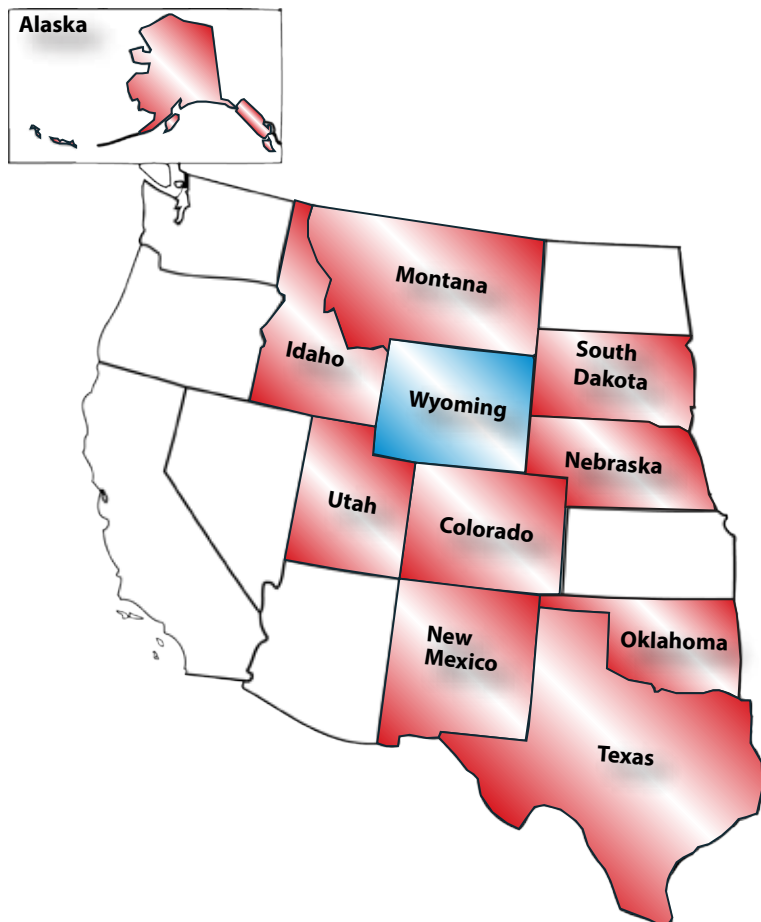 Alaska
Montana
Idaho
South
Dakota
Wyoming
Nebraska
Utah
Colorado
New
Mexico
Oklahoma
Texas